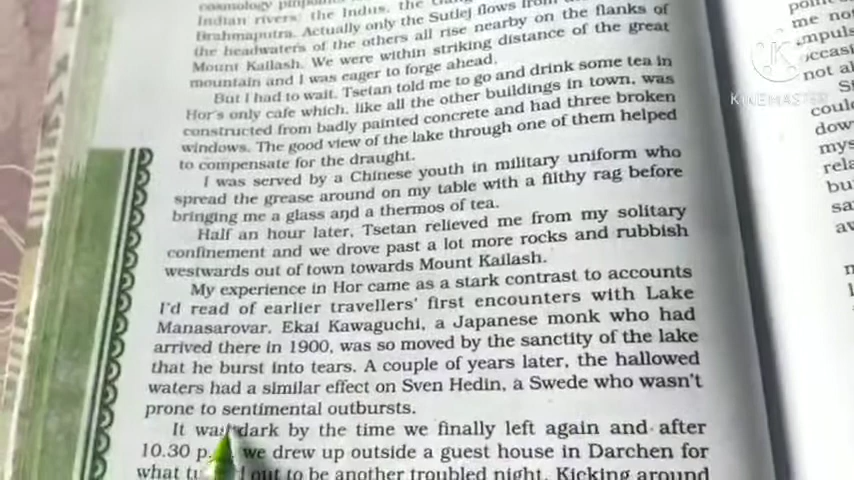 cosmology pinpoints
Indian rivers; the Indus, the
Brahmaputra. Actually only the Sutlej flows from
the headwaters of the others all rise nearby on the flanks of
Mount Kailash. We were within striking distance of the great
mountain and I was eager to forge ahead.
But I had to wait. Tsetan told me to go and drink some tea in
Hor's only cafe which, like all the other buildings in town, was
constructed from badly painted concrete and had three broken
windows. The good view of the lake through one of them helped
to compensate for the draught.
I was served by a Chinese youth in military uniform who
spread the grease around on my table with a filthy rag before
bringing me a glass and a thermos of tea.
Half an hour later, Tsetan relieved me from my solitary
confinement and we drove past a lot more rocks and rubbish
westwards out of town towards Mount Kailash.
My experience in Hor came as a stark contrast to accounts
I'd read of earlier travellers' first encounters with Lake
Manasarovar. Ekai Kawaguchi, a Japanese monk who had
arrived there in 1900, was so moved by the sanctity of the lake
that he burst into tears. A couple of years later, the hallowed
waters had a similar effect on Sven Hedin, a Swede who wasn't
prone to sentimental outbursts.
It was dark by the time we finally left again and after
10.30 p. we drew up outside a guest house in Darchen for
what out to be another troubled night. Kicking around
me no
not al
KINEMASTER